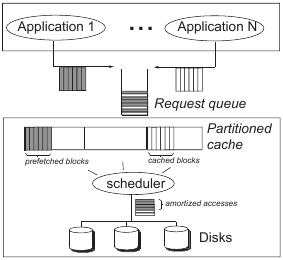 Application 1
• • •
Application N
Request queue
Partitioned
cache
prefetched blocks
cached blocks
scheduler
amortized accesses
Disks